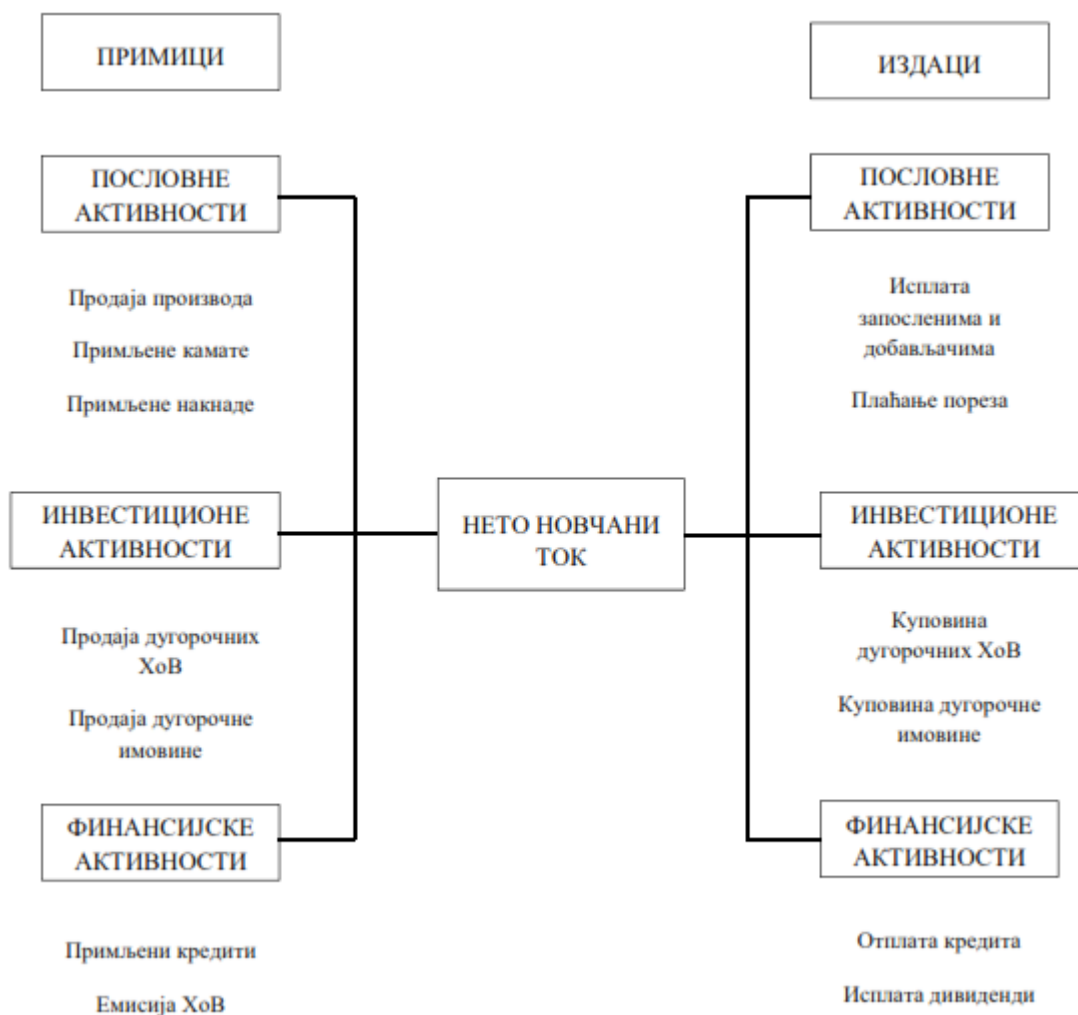 ПРИМИЦИ
ИЗДАЦИ
ПОСЛОВНЕ
АКТИВНОСТИ
Продаја производа
Примљене камате
Примљене накнаде
ПОСЛОВНЕ
АКТИВНОСТИ
Исплата
запосленима и
добављачима
Плаћање пореза
ИНВЕСТИЦИОНЕ
АКТИВНОСТИ
НЕТО НОВЧАНИ
ТОК
ИНВЕСТИЦИОНЕ
АКТИВНОСТИ
Продаја дугорочних
ХоВ
Продаја дугорочне
имовине
Куповина
дугорочних ХоВ
Куповина дугорочне
имовине
ФИНАНСИЈСКЕ
АКТИВНОСТИ
Примљени кредити
Емисија ХоВ
ФИНАНСИЈСКЕ
АКТИВНОСТИ
Отплата кредита
Исплата дивиденди